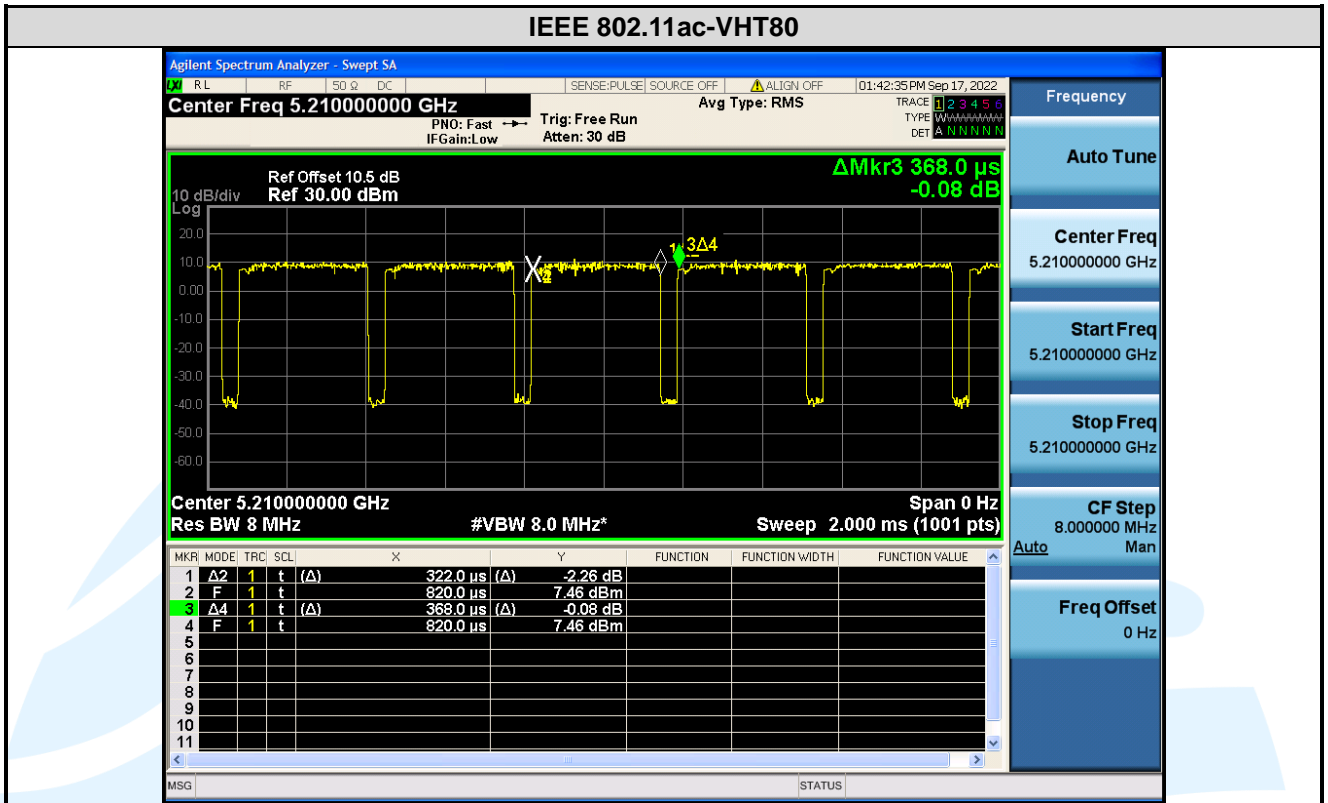 IEEE 802.11ac-VHT80
Agilent Spectrum Analyzer - Swept SA
LXI RL RF 50 Ω DC SENSE:PULSE SOURCE OFF ALIGN OFF 01:42:35 PM Sep 17, 2022
Center Freq 5.210000000 GHz
PNO: Fast
IFGain:Low
Trig: Free Run
Atten: 30 dB
Avg Type: RMS
TRACE 1 2 3 4 5 6
TYPE W
DET A N N N N N
ΔMkr3 368.0 µs
-0.08 dB
Ref Offset 10.5 dB
10 dB/div Ref 30.00 dBm
Log
20.0
10.0
0.00
-10.0
-20.0
-30.0
-40.0
-50.0
-60.0
3Δ4
Center 5.210000000 GHz Span 0 Hz
Res BW 8 MHz #VBW 8.0 MHz* Sweep 2.000 ms (1001 pts)
MKR MODE TRC SCL X Y FUNCTION FUNCTION WIDTH FUNCTION VALUE
1 Δ2 1 t (Δ) 322.0 µs (Δ) -2.26 dB
2 F 1 t 820.0 µs 7.46 dBm
3 Δ4 1 t (Δ) 368.0 µs (Δ) -0.08 dB
4 F 1 t 820.0 µs 7.46 dBm
5
6
7
8
9
10
11
MSG STATUS
Frequency
Auto Tune
Center Freq
5.210000000 GHz
Start Freq
5.210000000 GHz
Stop Freq
5.210000000 GHz
CF Step
8.000000 MHz
Auto Man
Freq Offset
0 Hz